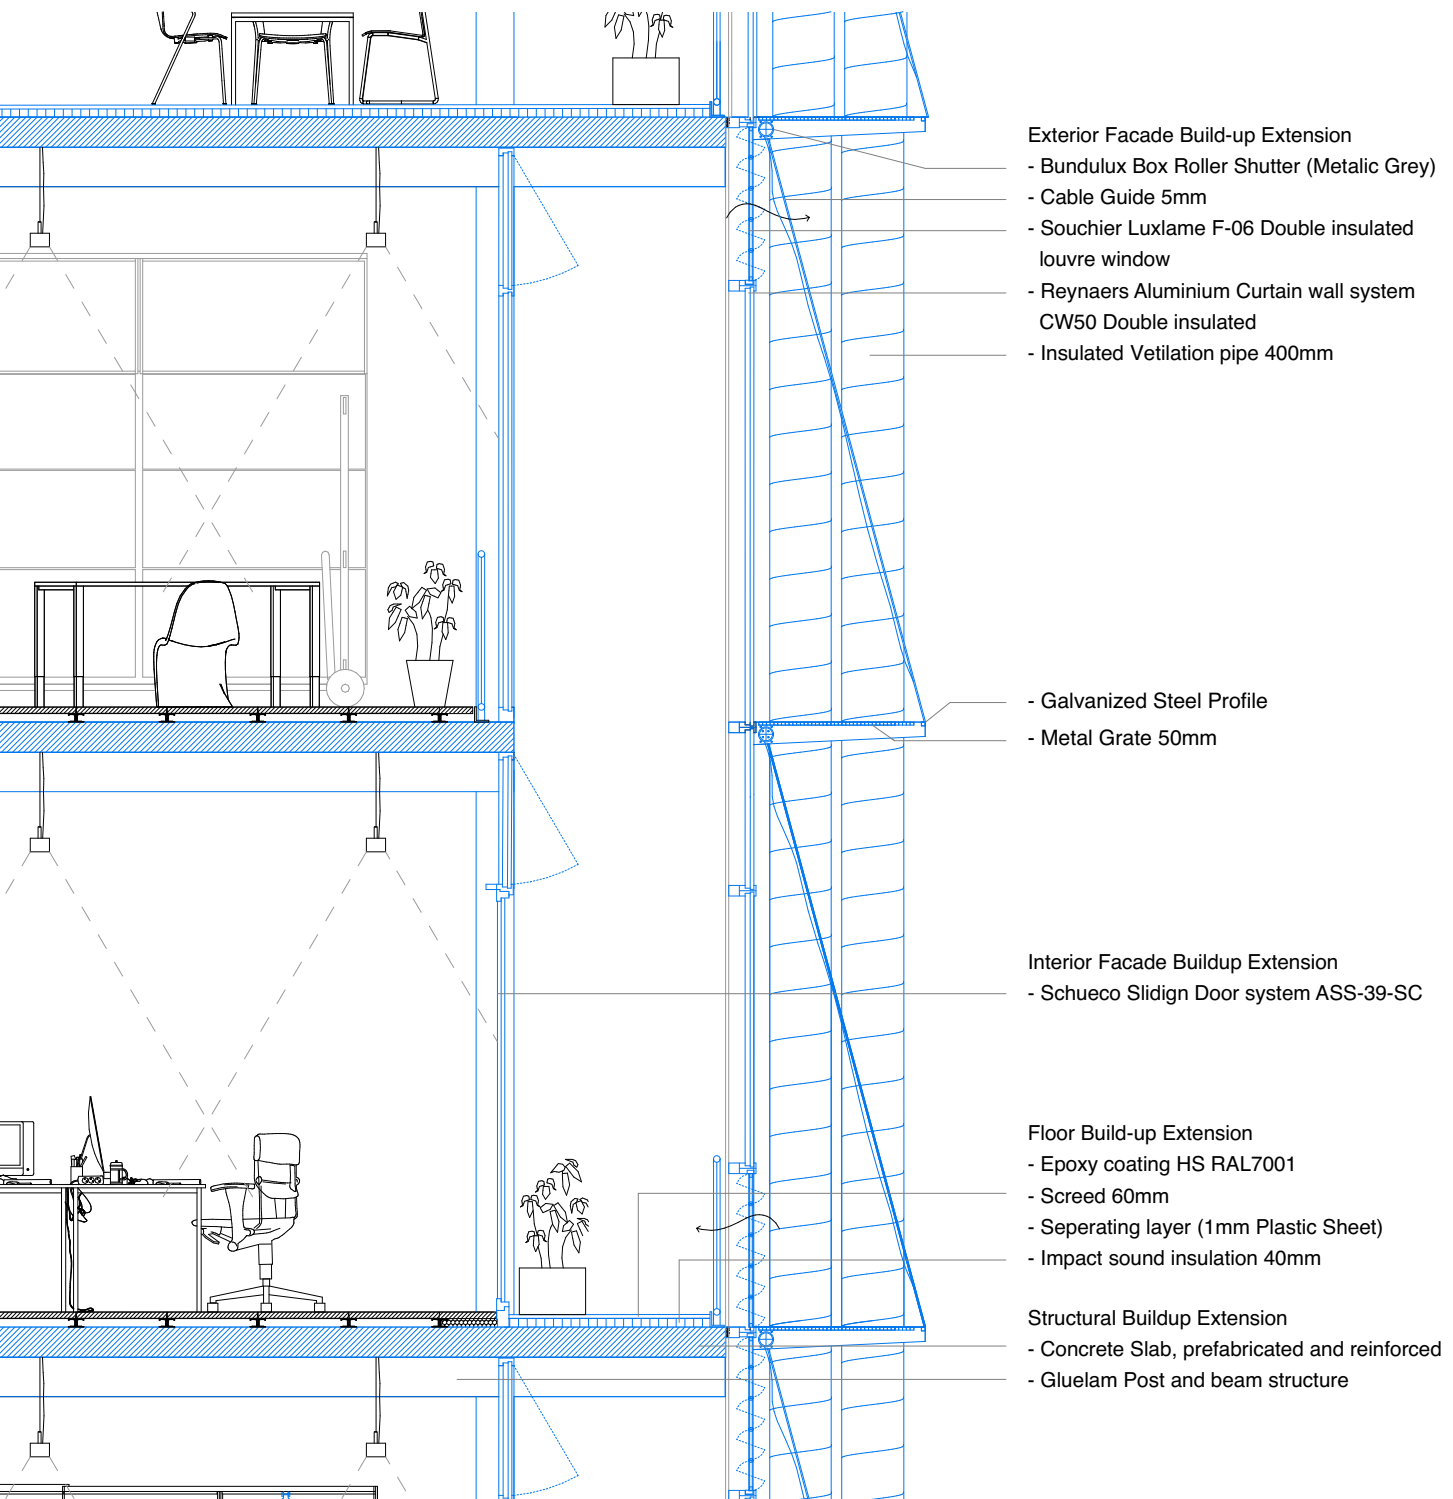 Exterior Facade Build-up Extension
- Bundulux Box Roller Shutter (Metalic Grey)
- Cable Guide 5mm
- Souchier Luxlame F-06 Double insulated
louvre window
- Reynaers Aluminium Curtain wall system
CW50 Double insulated
- Insulated Vetilation pipe 400mm
- Galvanized Steel Profile
- Metal Grate 50mm
Interior Facade Buildup Extension
- Schueco Slidign Door system ASS-39-SC
Floor Build-up Extension
- Epoxy coating HS RAL7001
- Screed 60mm
- Seperating layer (1mm Plastic Sheet)
- Impact sound insulation 40mm
Structural Buildup Extension
- Concrete Slab, prefabricated and reinforced
- Gluelam Post and beam structure